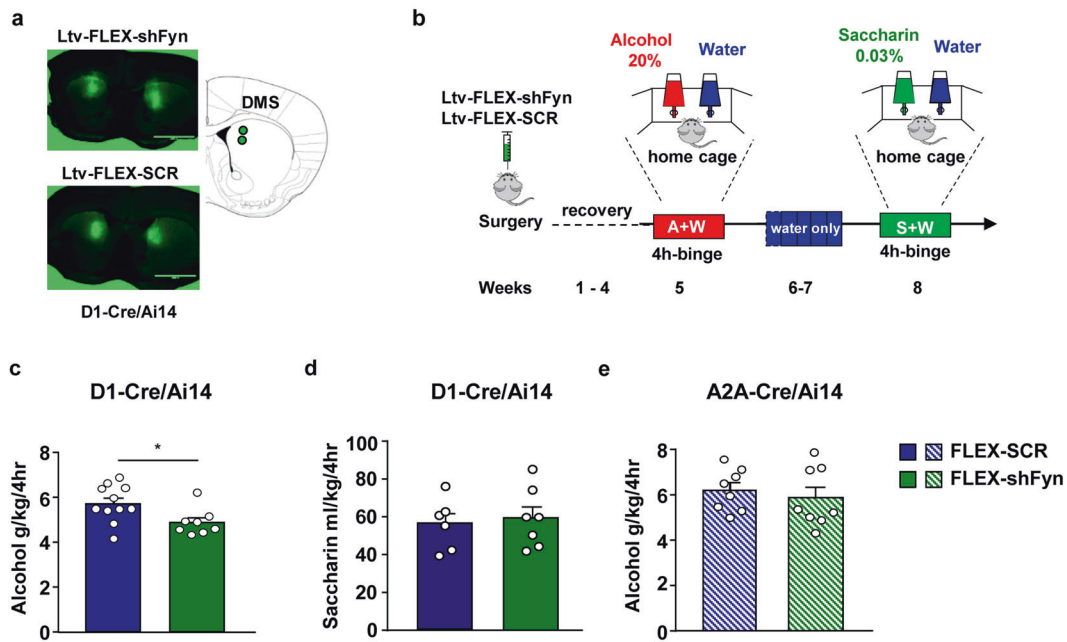 a
Ltv-FLEX-shFyn
DMS
Ltv-FLEX-SCR
D1-Cre/Ai14
b
Alcohol
20%
Water
Saccharin
0.03%
Water
Ltv-FLEX-shFyn
Ltv-FLEX-SCR
home cage
home cage
Surgery
recovery
A+W
water only
S+W
4h-binge
4h-binge
Weeks
1 - 4
5
6-7
8
c
D1-Cre/Ai14
Alcohol g/kg/4hr
8
6
4
2
0
*
d
D1-Cre/Ai14
Saccharin ml/kg/4hr
100
80
60
40
20
0
e
A2A-Cre/Ai14
Alcohol g/kg/4hr
8
6
4
2
0
FLEX-SCR
FLEX-shFyn